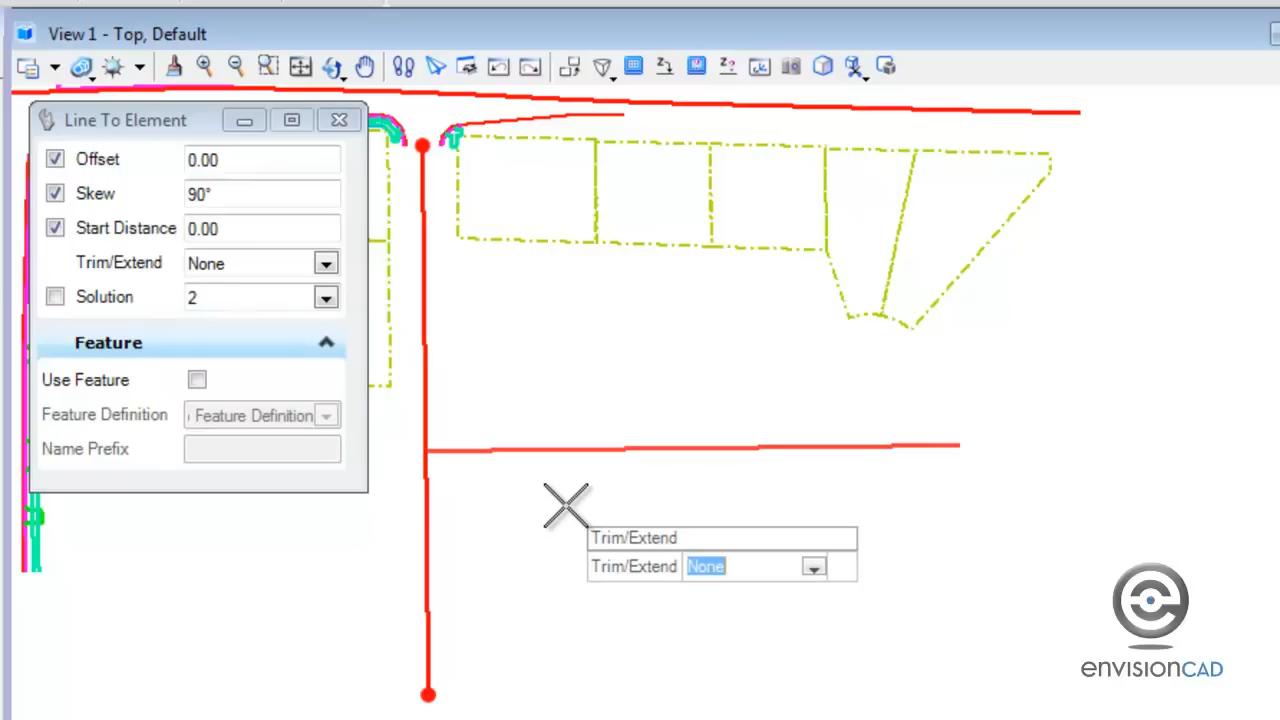 View 1 - Top, Default
Line To Element
Offset 0.00
Skew 90°
Start Distance 0.00
Trim/Extend None
Solution 2
Feature
Use Feature
Feature Definition Feature Definition
Name Prefix
Trim/Extend
Trim/Extend None
envisionCAD